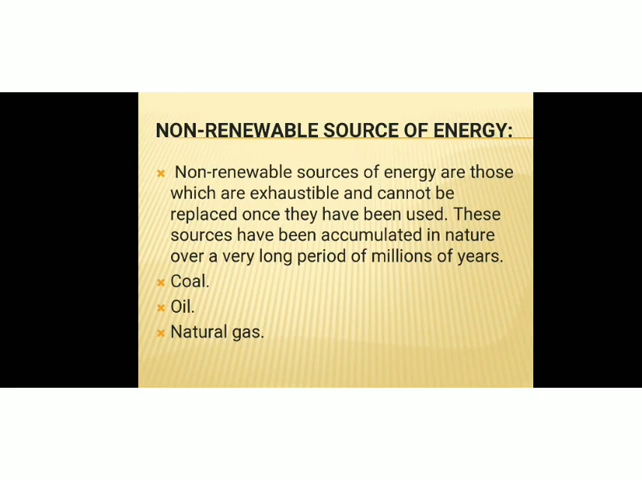 NON-RENEWABLE SOURCE OF ENERGY:
Non-renewable sources of energy are those
which are exhaustible and cannot be
replaced once they have been used. These
sources have been accumulated in nature
over a very long period of millions of years.
Coal.
Oil.
Natural gas.